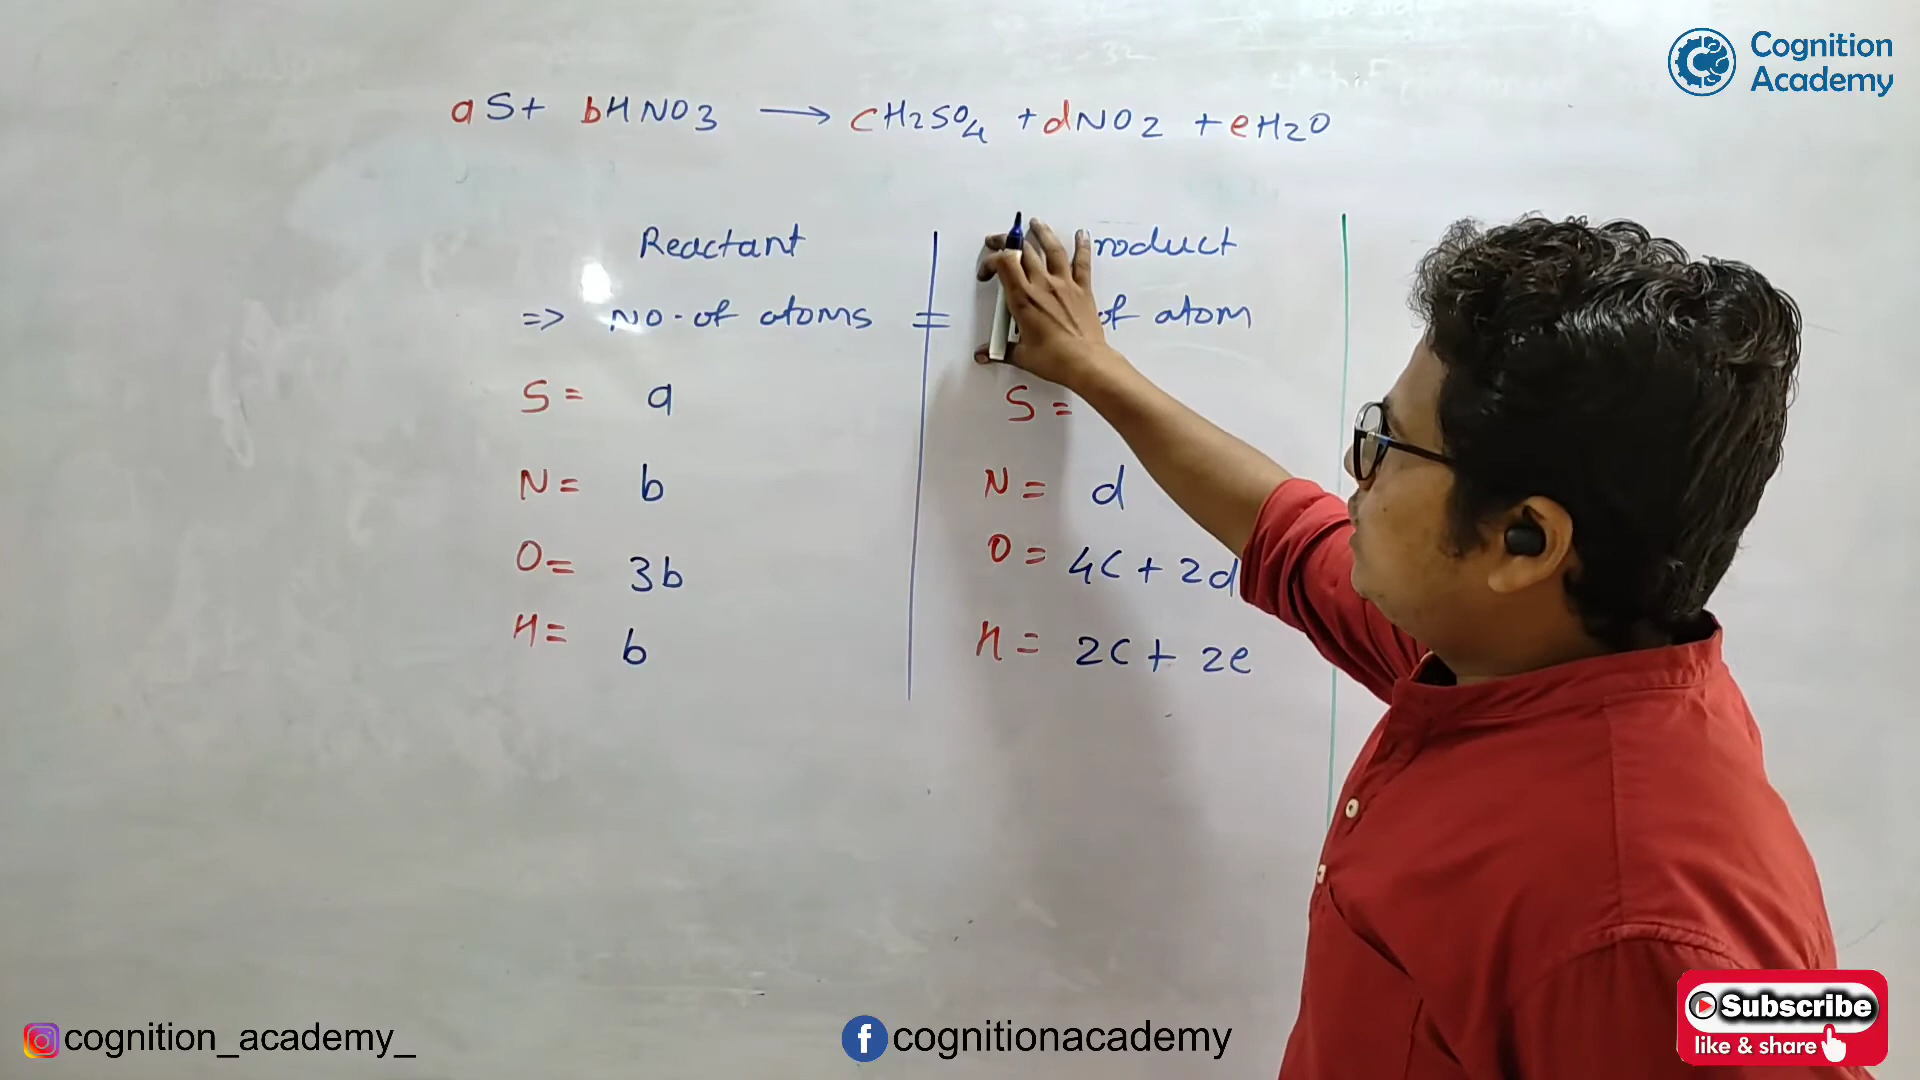 Cognition
Academy
aS + bHNO3 → cH2SO4 + dNO2 + eH2O
Reactant
roduct
=> NO. of atoms =
of atom
S = a
S =
N = b
N = d
O = 3b
O = 4C + 2d
H = b
H = 2C + 2e
cognition_academy_
cognitionacademy
Subscribe
like & share